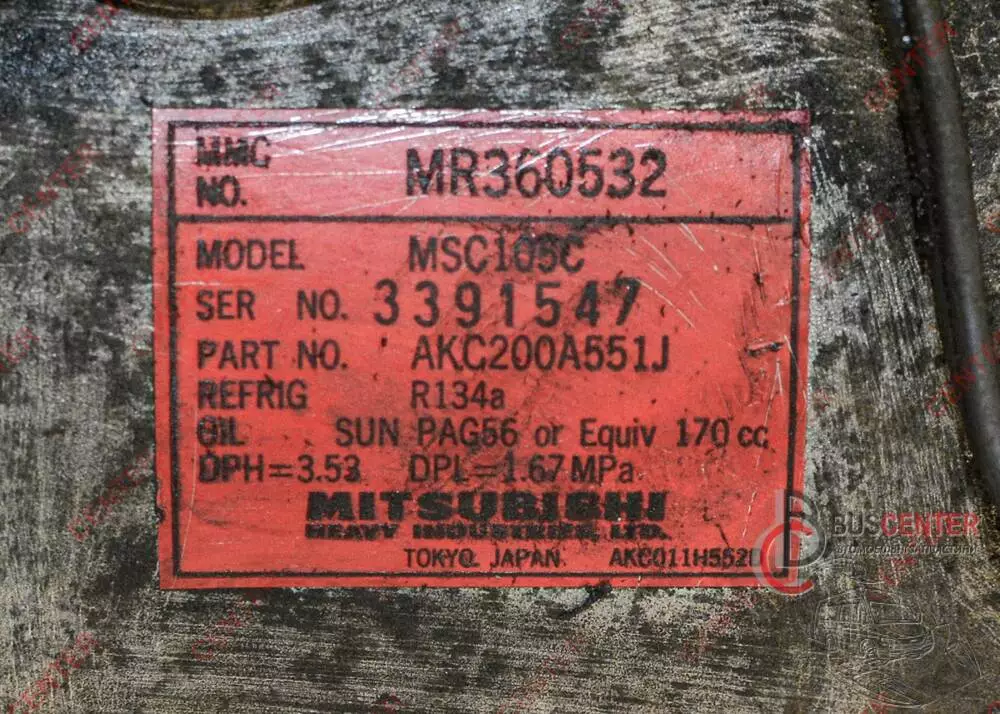 MMC NO. MR360532
MODEL MSC105C
SER NO. 3391547
PART NO. AKC200A551J
REFRIG R134a
OIL SUN PAG56 or Equiv 170 cc
DPH=3.53 DPL=1.67MPa
MITSUBISHI
HEAVY INDUSTRIES, LTD.
TOKYO, JAPAN
BUSCENTER